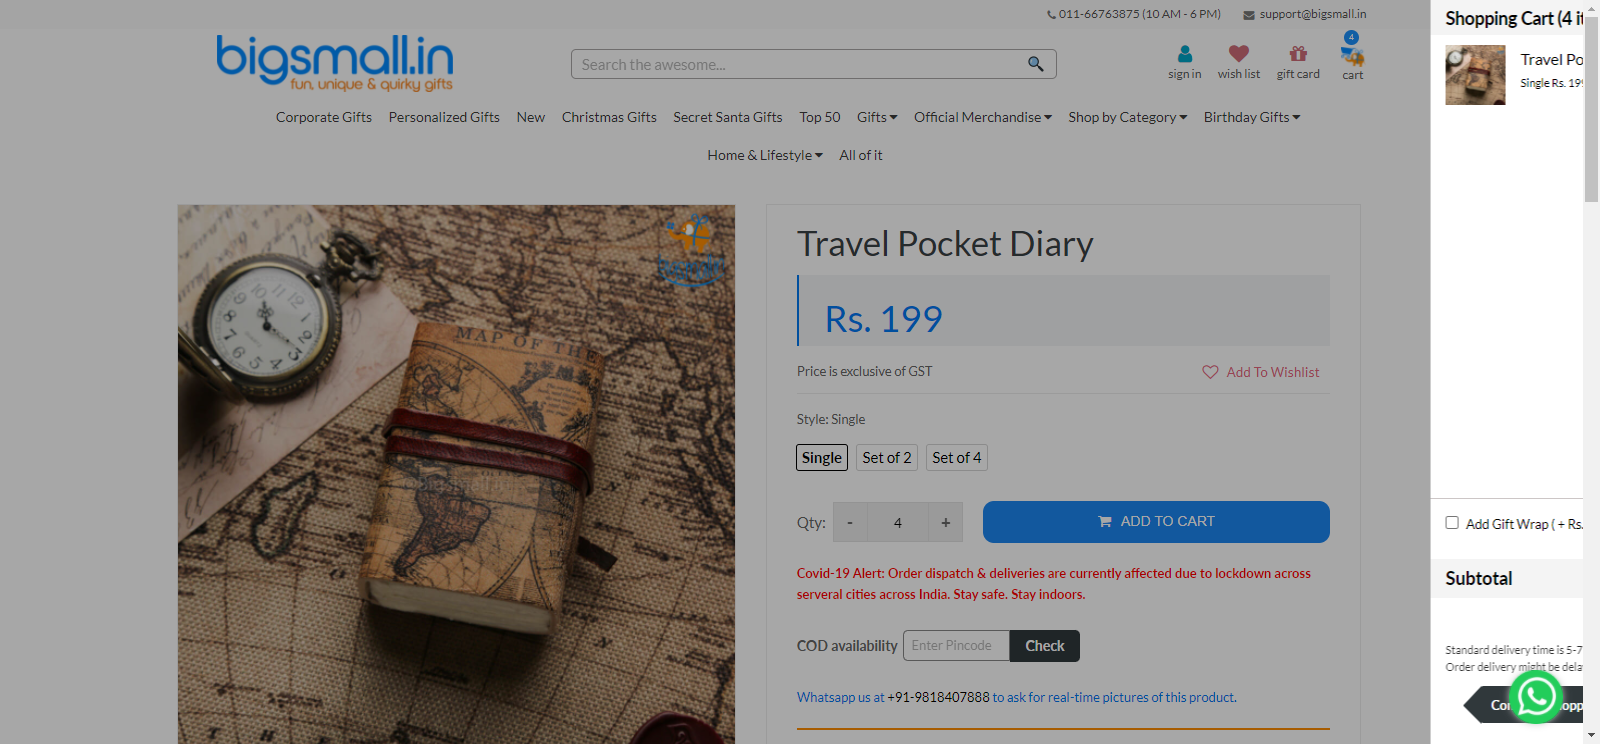 011-66763875 (10 AM - 6 PM)
support@bigsmall.in
bigsmall.in
fun, unique & quirky gifts
Search the awesome...
sign in
wish list
gift card
4
cart
Corporate Gifts
Personalized Gifts
New
Christmas Gifts
Secret Santa Gifts
Top 50
Gifts
Official Merchandise
Shop by Category
Birthday Gifts
Home & Lifestyle
All of it
MAP OF THE
Travel Pocket Diary
Rs. 199
Price is exclusive of GST
Add To Wishlist
Style: Single
Single
Set of 2
Set of 4
Qty:
-
4
+
ADD TO CART
Covid-19 Alert: Order dispatch & deliveries are currently affected due to lockdown across
serveral cities across India. Stay safe. Stay indoors.
COD availability
Enter Pincode
Check
Whatsapp us at +91-9818407888 to ask for real-time pictures of this product.
Shopping Cart (4 it
Travel Po
Single Rs. 199
Add Gift Wrap ( + Rs.
Subtotal
Standard delivery time is 5-7
Order delivery might be dela